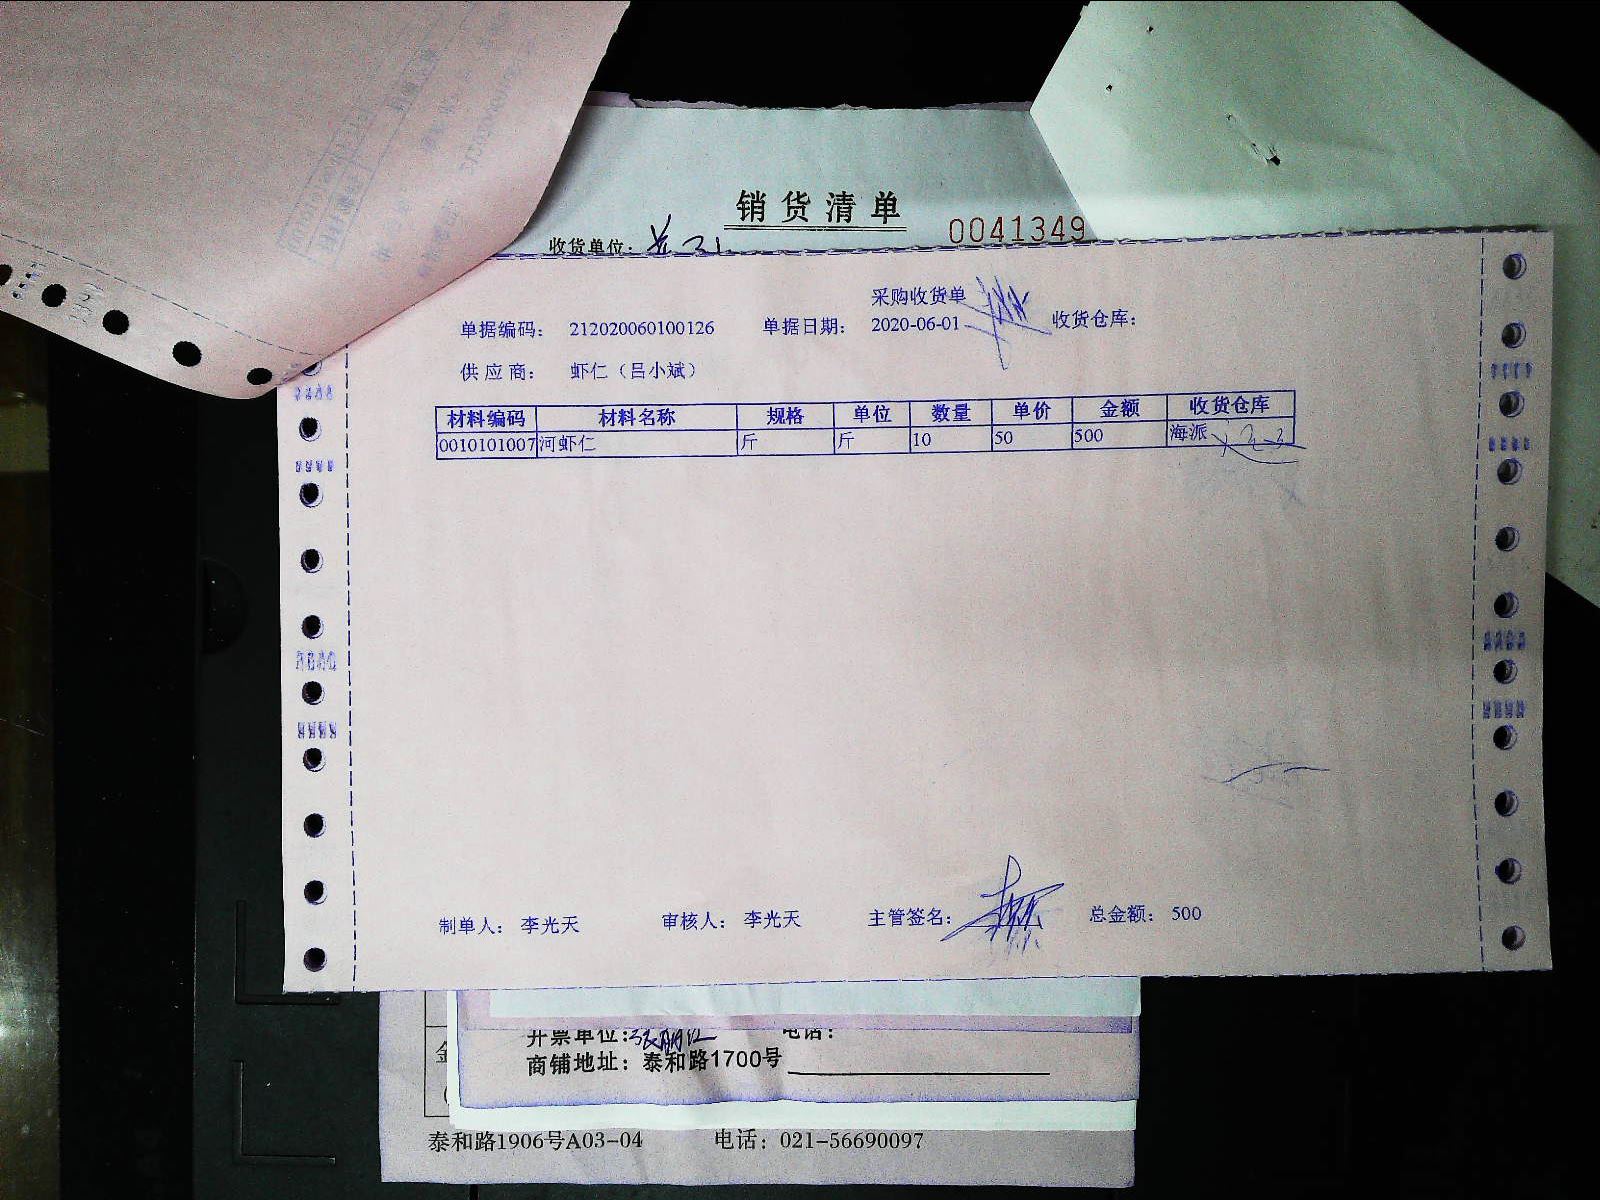 销货清单
0041349
收货单位:
采购收货单
单据编码: 212020060100126 单据日期: 2020-06-01 收货仓库:
供应商: 虾仁（吕小斌）
材料编码 材料名称 规格 单位 数量 单价 金额 收货仓库
0010101007 河虾仁 斤 斤 10 50 500 海派
制单人: 李光天 审核人: 李光天 主管签名: 总金额: 500
开票单位: 电话:
商铺地址: 泰和路1700号
泰和路1906号A03-04 电话: 021-56690097